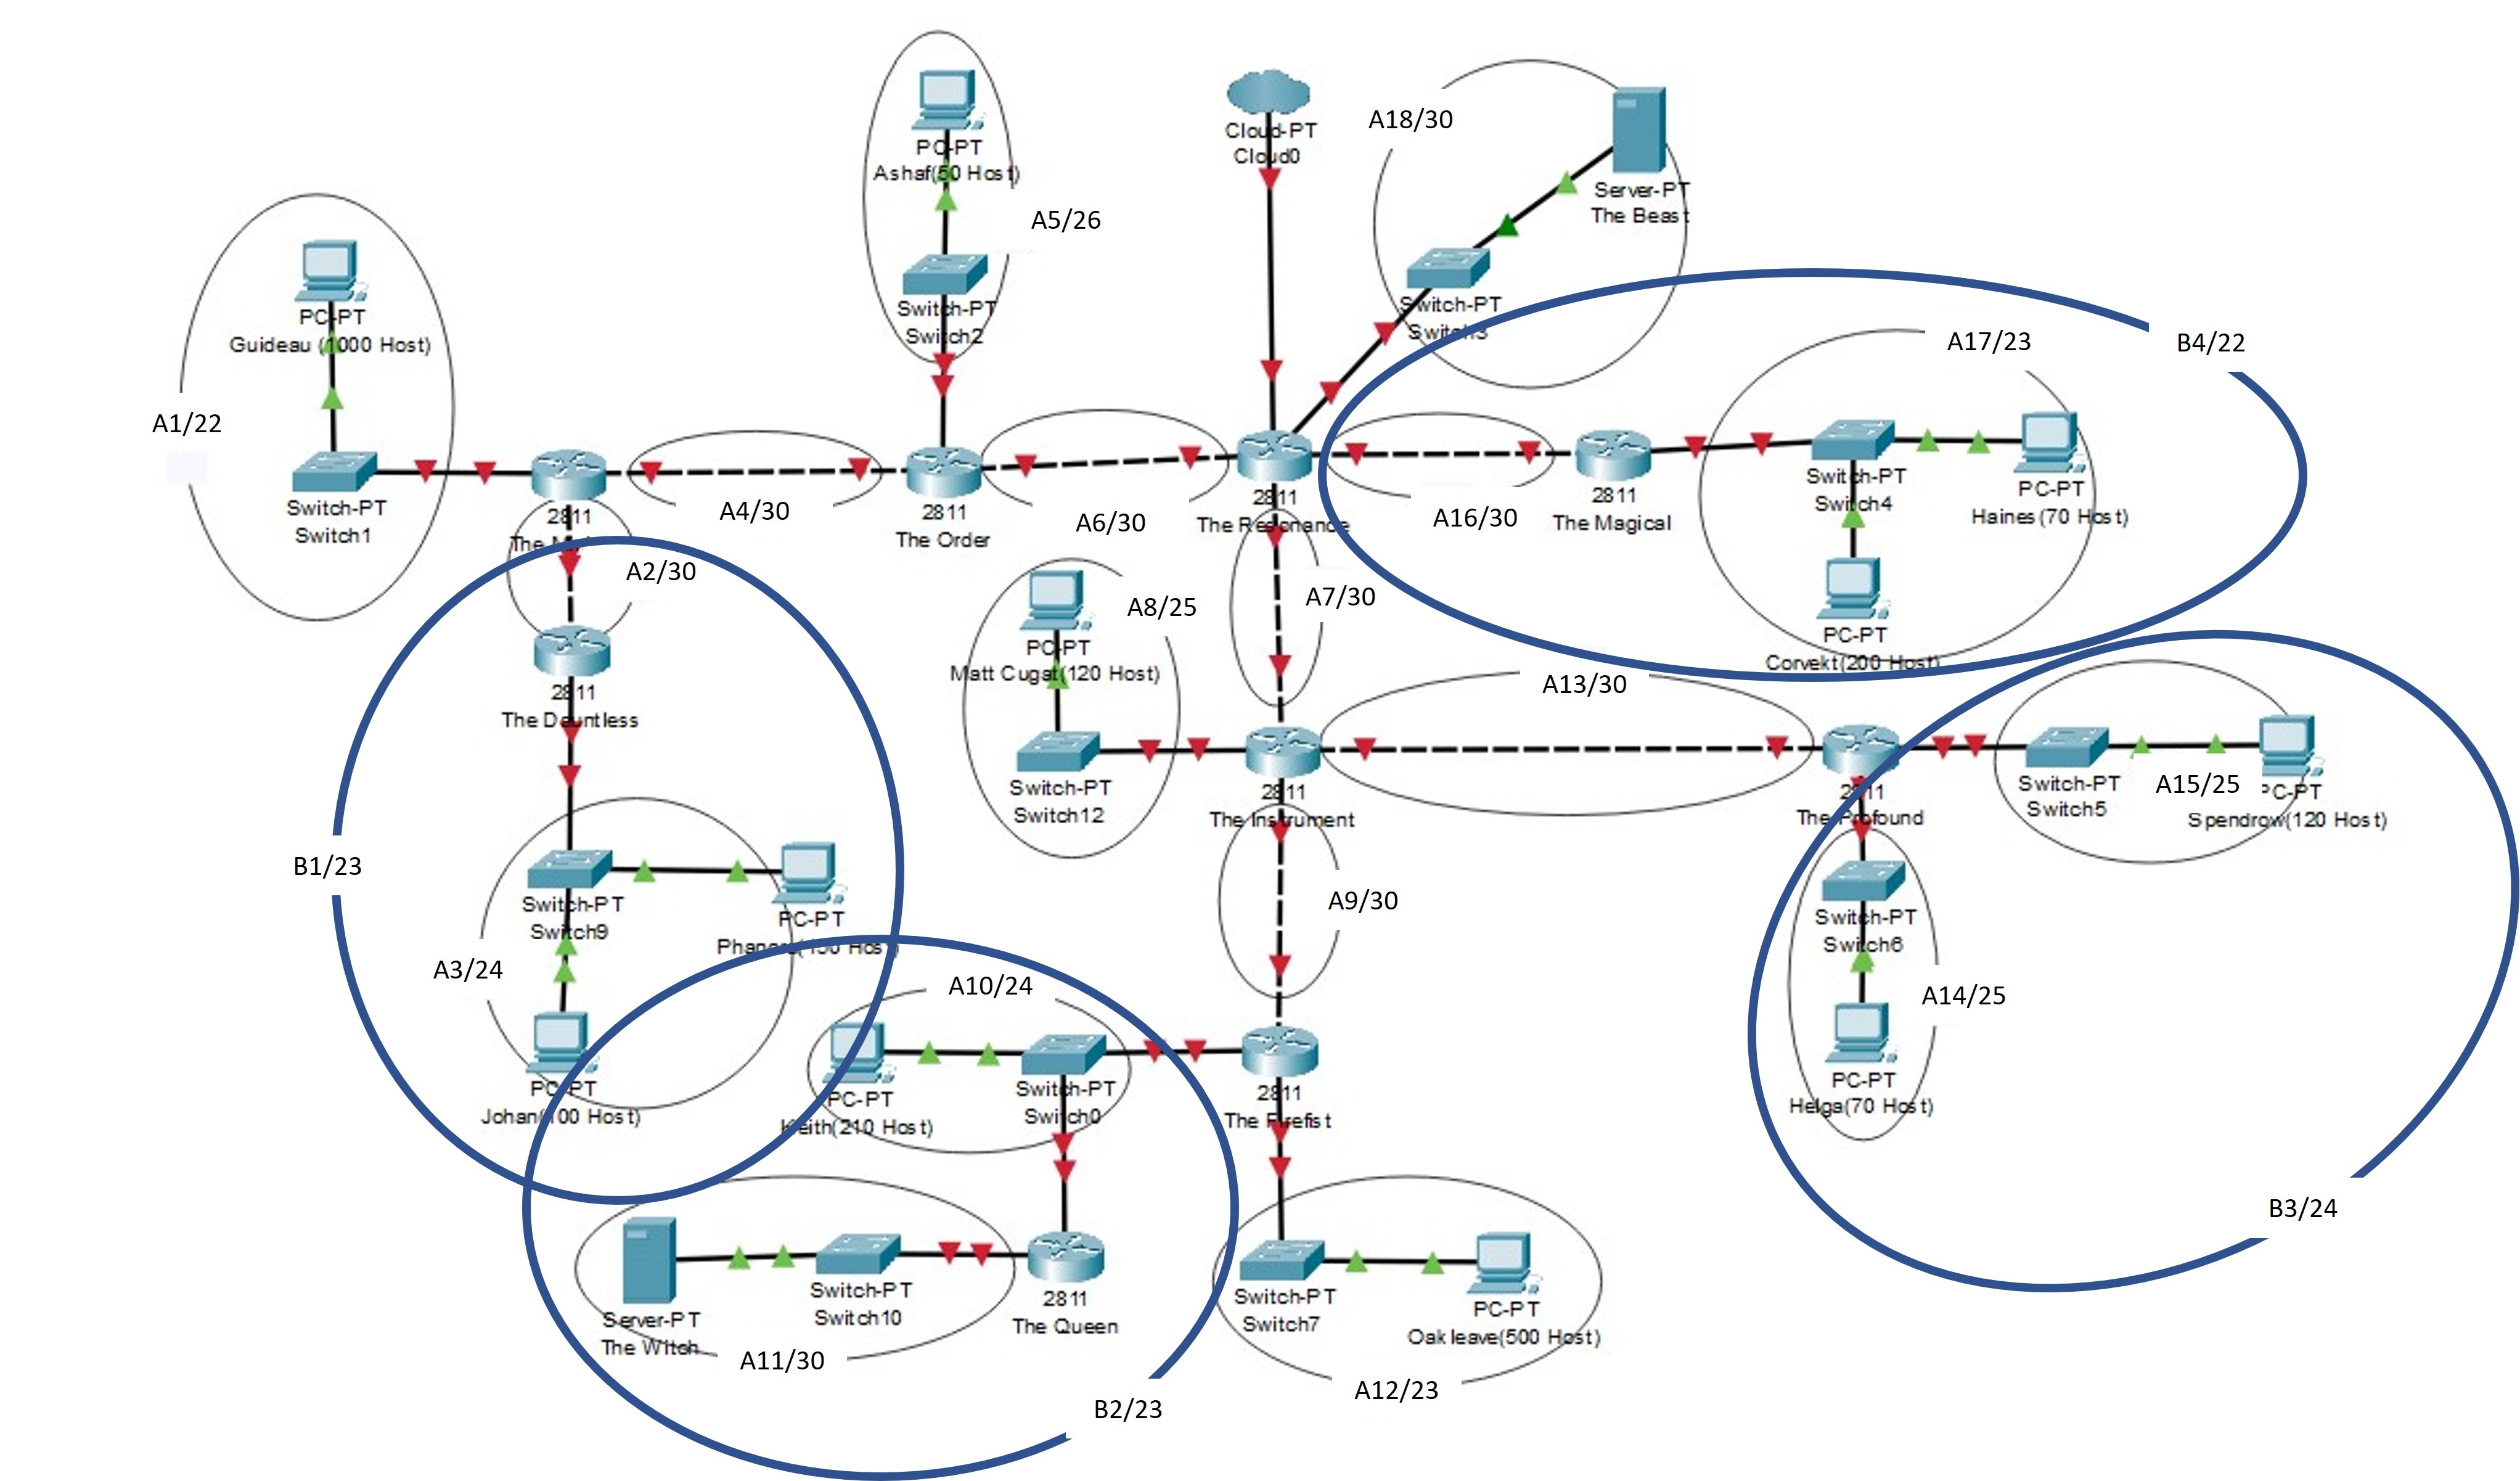 PC-PT
Ashaf(50 Host)
A5/26
Switch-PT
Switch2
Cloud-PT
Cloud0
A18/30
Server-PT
The Beast
Switch-PT
Switch3
PC-PT
Guideau (1000 Host)
A1/22
Switch-PT
Switch1
2811
The
A4/30
2811
The Order
A6/30
2811
The Resonance
A16/30
2811
The Magical
A17/23
B4/22
Switch-PT
Switch4
PC-PT
Haines(70 Host)
PC-PT
Corvekt(200 Host)
A2/30
2811
The Dauntless
B1/23
Switch-PT
Switch9
PC-PT
A3/24
PC-PT
Johan(100 Host)
A8/25
PC-PT
Matt Cugat(120 Host)
Switch-PT
Switch12
A7/30
A13/30
2811
The Instrument
2811
The Profound
Switch-PT
Switch5
A15/25
PC-PT
Spendrow(120 Host)
Switch-PT
Switch6
A14/25
PC-PT
Helga(70 Host)
B3/24
A9/30
A10/24
PC-PT
Keith(210 Host)
Switch-PT
Switch0
2811
The Firefist
Server-PT
The Witch
Switch-PT
Switch10
2811
The Queen
A11/30
B2/23
Switch-PT
Switch7
PC-PT
Oakleave(500 Host)
A12/23